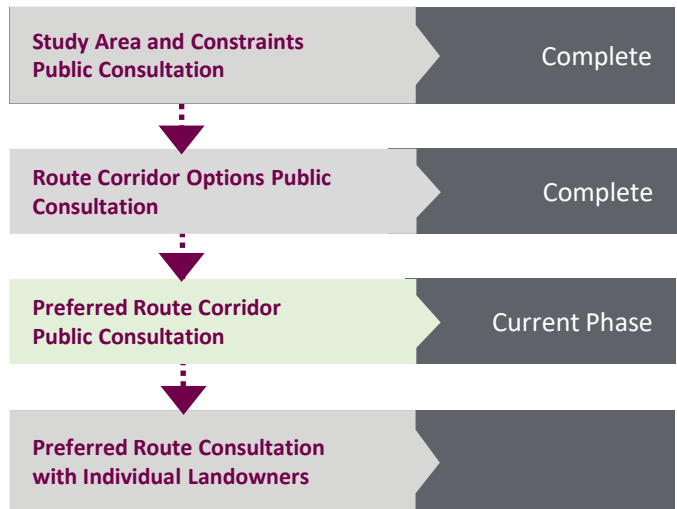 Study Area and Constraints
Public Consultation
Complete
Route Corridor Options Public
Consultation
Complete
Preferred Route Corridor
Public Consultation
Current Phase
Preferred Route Consultation
with Individual Landowners